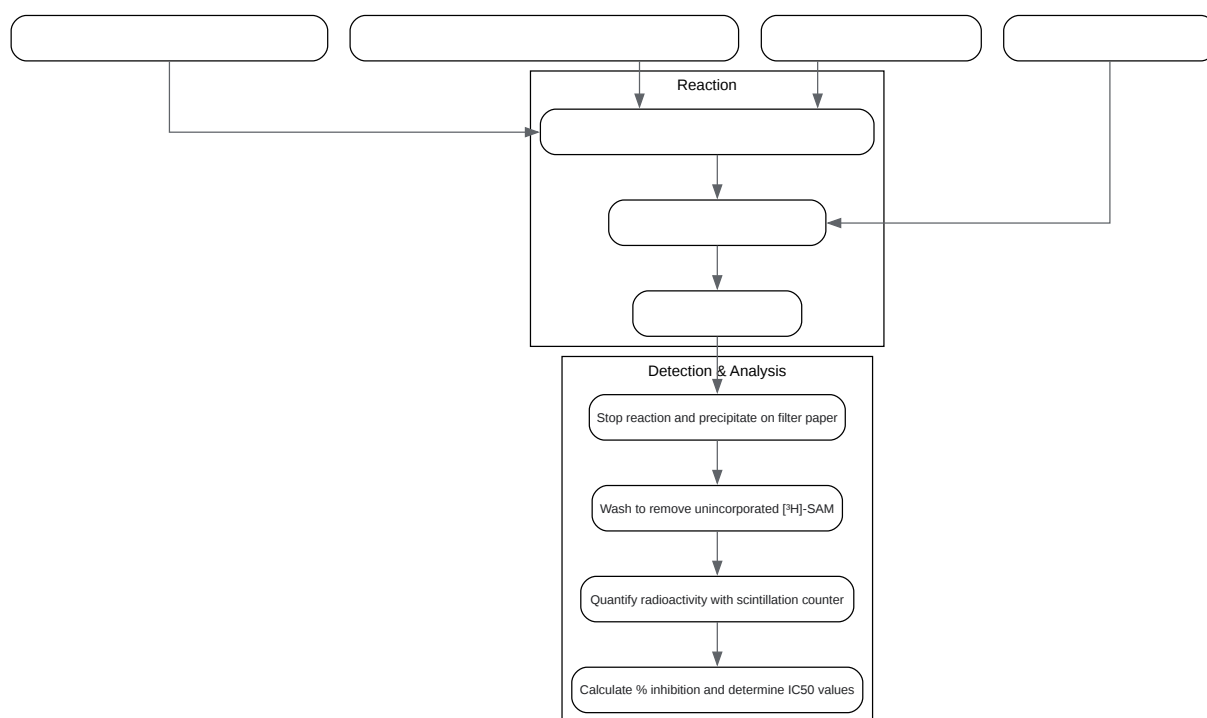 Reaction
Detection & Analysis
Stop reaction and precipitate on filter paper
Wash to remove unincorporated [³H]-SAM
Quantify radioactivity with scintillation counter
Calculate % inhibition and determine IC50 values